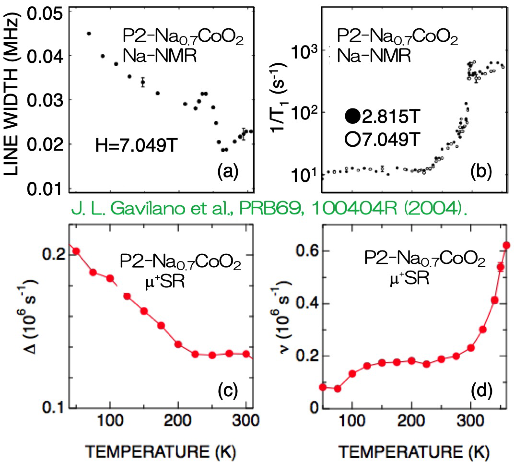 0.05
0.04
0.03
0.02
0.01
LINE WIDTH (MHz)
P2-Na0.7CoO2
Na-NMR
H=7.049T
(a)
10³
10²
10¹
1/T₁ (s⁻¹)
P2-Na0.7CoO2
Na-NMR
●2.815T
○7.049T
(b)
J. L. Gavilano et al., PRB69, 100404R (2004).
0.2
0.1
Δ (10⁶ s⁻¹)
P2-Na0.7CoO2
μ⁺SR
(c)
100 200 300
TEMPERATURE (K)
0.6
0.4
0.2
0
ν (10⁶ s⁻¹)
P2-Na0.7CoO2
μ⁺SR
(d)
100 200 300
TEMPERATURE (K)